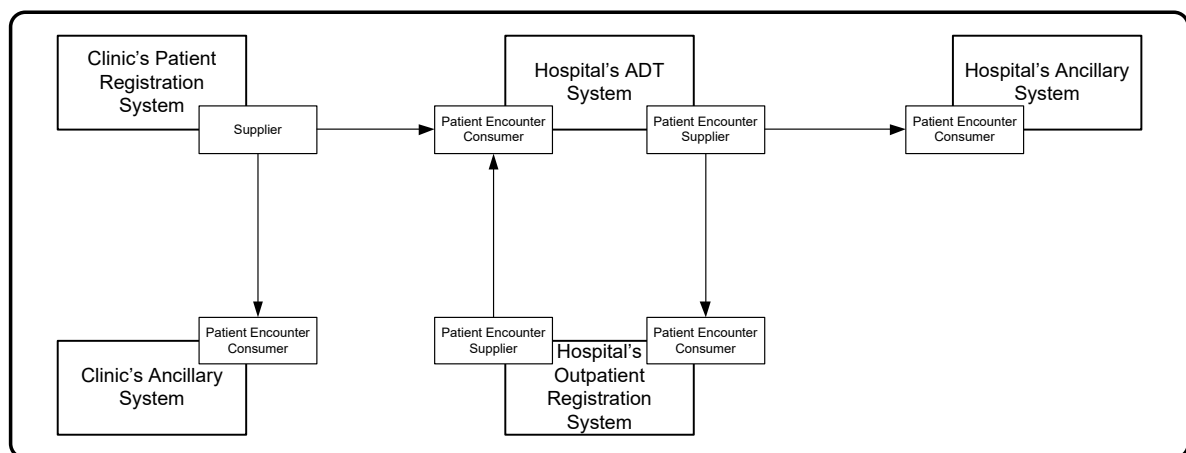 Clinic's Patient
Registration
System
Supplier
Hospital's ADT
System
Patient Encounter
Consumer
Patient Encounter
Supplier
Hospital's Ancillary
System
Patient Encounter
Consumer
Patient Encounter
Consumer
Clinic's Ancillary
System
Patient Encounter
Supplier
Patient Encounter
Consumer
Hospital's
Outpatient
Registration
System